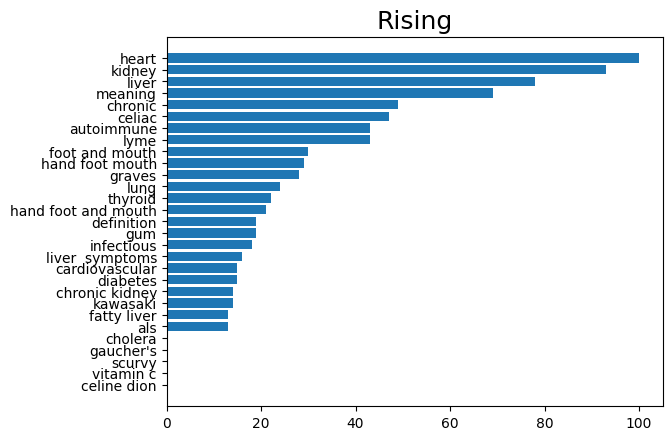 Rising
heart
kidney
liver
meaning
chronic
celiac
autoimmune
lyme
foot and mouth
hand foot mouth
graves
lung
thyroid
hand foot and mouth
definition
gum
infectious
liver  symptoms
cardiovascular
diabetes
chronic kidney
kawasaki
fatty liver
als
cholera
gaucher's
scurvy
vitamin c
celine dion
0 20 40 60 80 100